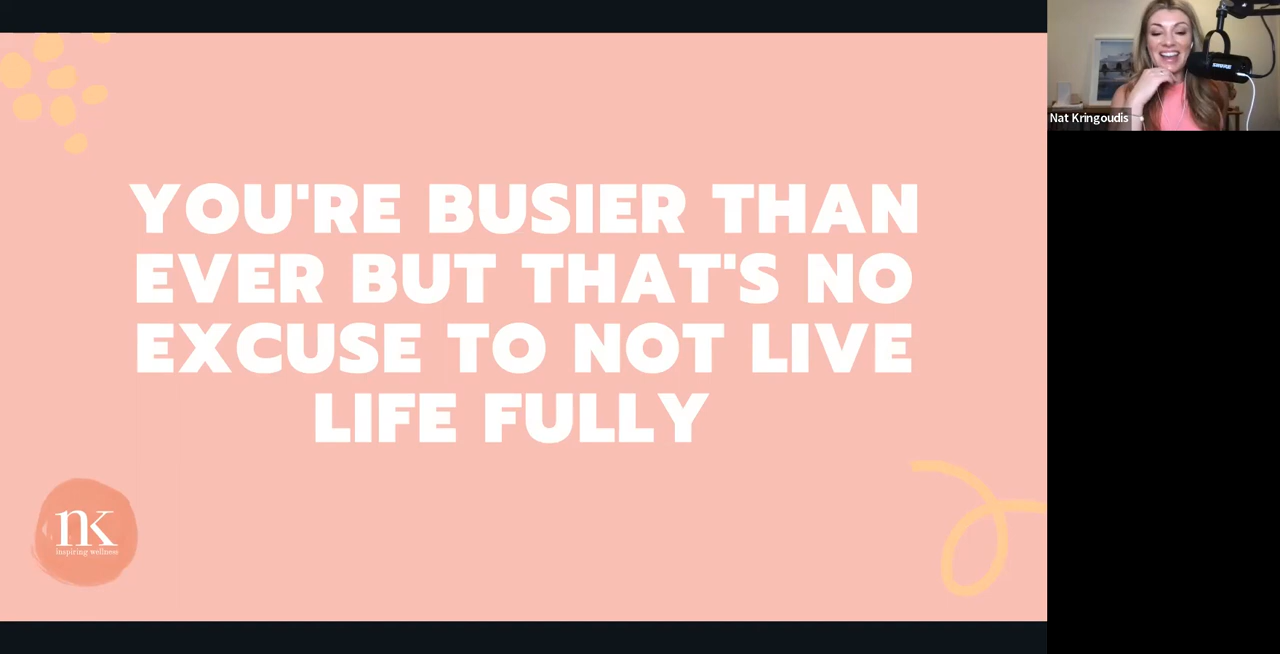 YOU'RE BUSIER THAN
EVER BUT THAT'S NO
EXCUSE TO NOT LIVE
LIFE FULLY
nk
inspiring wellness
SHURE
Nat Kringoudis